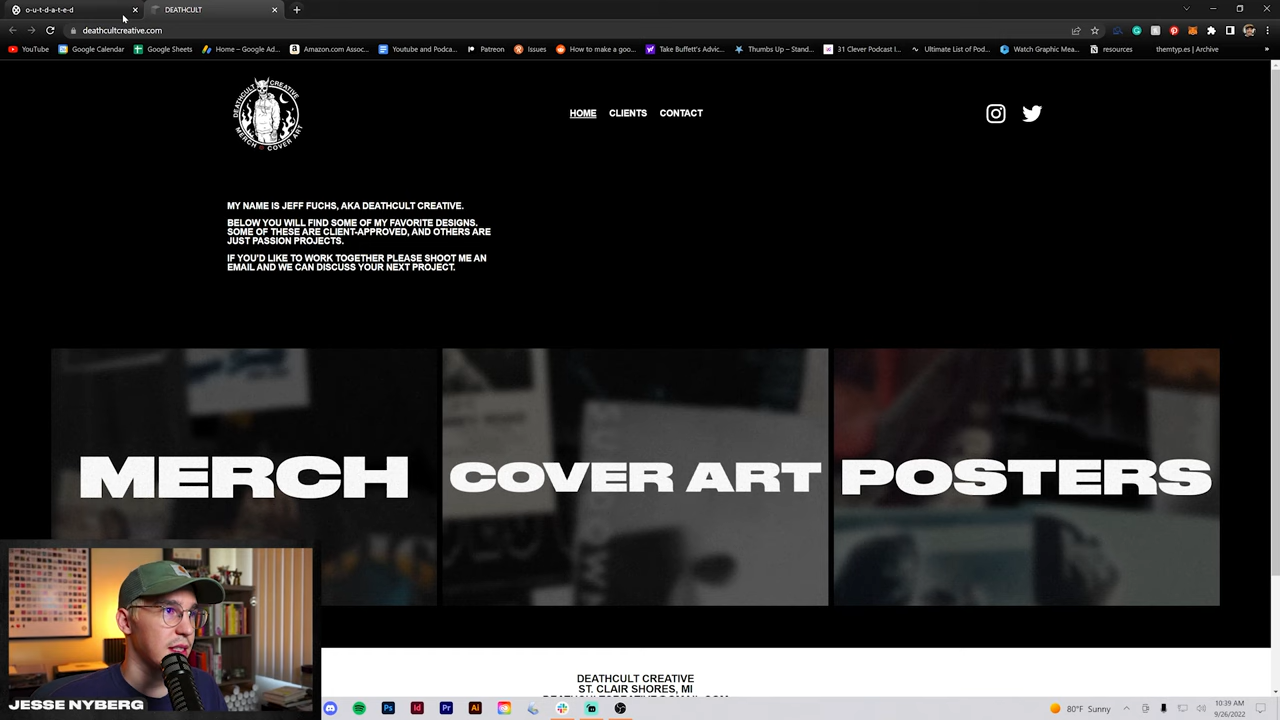 o-u-t-d-a-t-e-d
DEATHCULT
deathcultcreative.com
YouTube
Google Calendar
Google Sheets
Home – Google Ad...
Amazon.com Assoc...
Youtube and Podca...
Patreon
Issues
How to make a goo...
Take Buffett's Advic...
Thumbs Up – Stand...
31 Clever Podcast I...
Ultimate List of Pod...
Watch Graphic Mea...
resources
themtyp.es | Archive
DEATHCULT CREATIVE
MERCH COVER ART
HOME
CLIENTS
CONTACT
MY NAME IS JEFF FUCHS, AKA DEATHCULT CREATIVE.
BELOW YOU WILL FIND SOME OF MY FAVORITE DESIGNS.
SOME OF THESE ARE CLIENT-APPROVED, AND OTHERS ARE
JUST PASSION PROJECTS.
IF YOU'D LIKE TO WORK TOGETHER PLEASE SHOOT ME AN
EMAIL AND WE CAN DISCUSS YOUR NEXT PROJECT.
MERCH
COVER ART
POSTERS
DEATHCULT CREATIVE
ST. CLAIR SHORES, MI
JESSE NYBERG
80°F Sunny
10:39 AM
9/26/2022